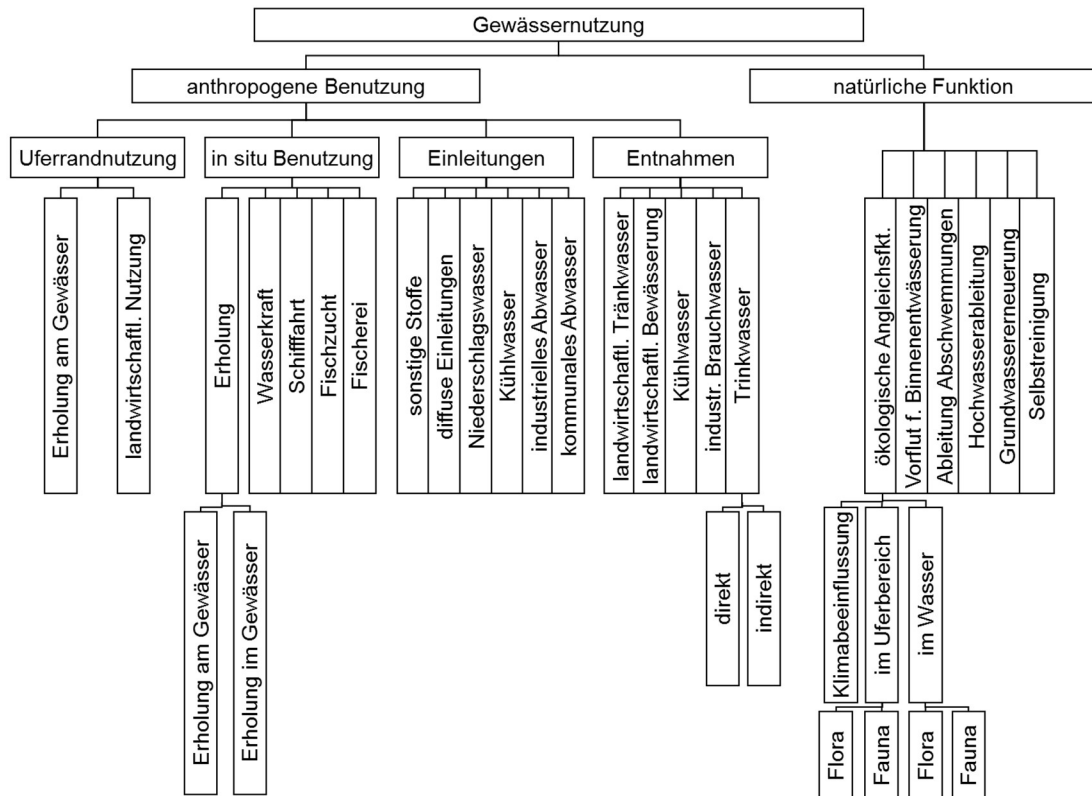 Gewässernutzung
anthropogene Benutzung
natürliche Funktion
Uferrandnutzung
in situ Benutzung
Einleitungen
Entnahmen
Erholung am Gewässer
landwirtschaftl. Nutzung
Erholung
Wasserkraft
Schifffahrt
Fischzucht
Fischerei
sonstige Stoffe
diffuse Einleitungen
Niederschlagswasser
Kühlwasser
industrielles Abwasser
kommunales Abwasser
landwirtschaftl. Tränkwasser
landwirtschaftl. Bewässerung
Kühlwasser
industr. Brauchwasser
Trinkwasser
ökologische Angleichsfkt.
Vorflut f. Binnenentwässerung
Ableitung Abschwemmungen
Hochwasserableitung
Grundwassererneuerung
Selbstreinigung
Erholung am Gewässer
Erholung im Gewässer
direkt
indirekt
Klimabeeinflussung
im Uferbereich
im Wasser
Flora
Fauna
Flora
Fauna